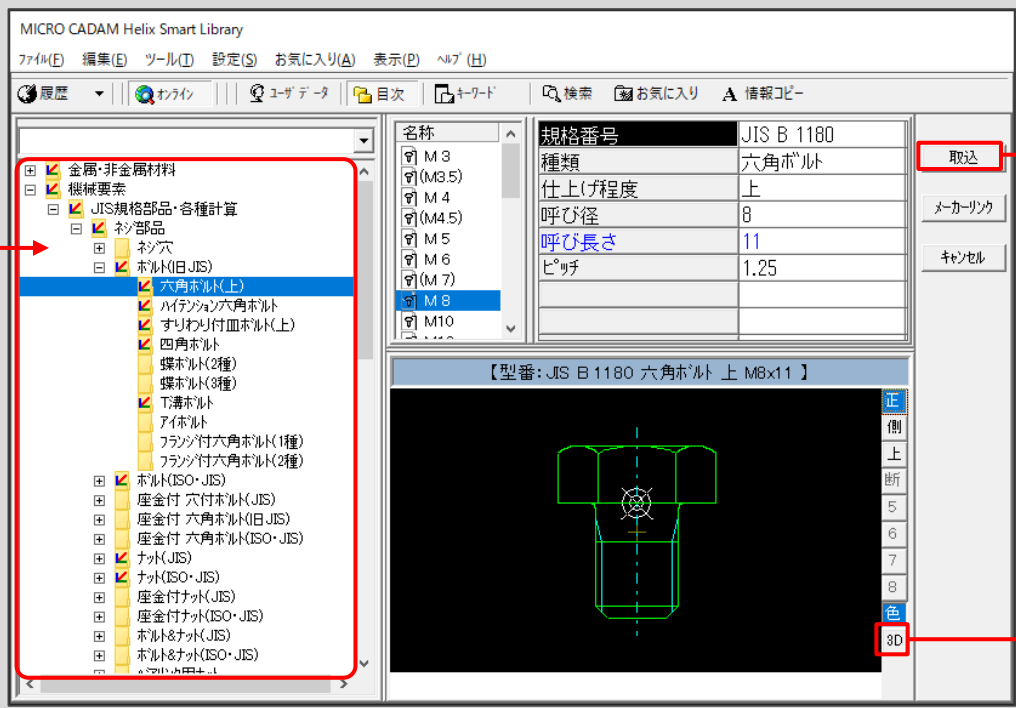 MICRO CADAM Helix Smart Library
ﾌｧｲﾙ(F) 編集(E) ツール(T) 設定(S) お気に入り(A) 表示(P) ﾍﾙﾌﾟ(H)
履歴 ｵﾝﾗｲﾝ ﾕｰｻﾞﾃﾞｰﾀ 目次 ｷｰﾜｰﾄﾞ 検索 お気に入り A 情報ｺﾋﾟｰ
金属･非金属材料
機械要素
JIS規格部品･各種計算
ﾈｼﾞ部品
ﾈｼﾞ穴
ﾎﾞﾙﾄ(旧JIS)
六角ﾎﾞﾙﾄ(上)
ﾊｲﾃﾝｼｮﾝ六角ﾎﾞﾙﾄ
すりわり付皿ﾎﾞﾙﾄ(上)
四角ﾎﾞﾙﾄ
蝶ﾎﾞﾙﾄ(2種)
蝶ﾎﾞﾙﾄ(3種)
T溝ﾎﾞﾙﾄ
ｱｲﾎﾞﾙﾄ
ﾌﾗﾝｼﾞ付六角ﾎﾞﾙﾄ(1種)
ﾌﾗﾝｼﾞ付六角ﾎﾞﾙﾄ(2種)
ﾎﾞﾙﾄ(ISO･JIS)
座金付 穴付ﾎﾞﾙﾄ(JIS)
座金付 六角ﾎﾞﾙﾄ(旧JIS)
座金付 六角ﾎﾞﾙﾄ(ISO･JIS)
ﾅｯﾄ(JIS)
ﾅｯﾄ(ISO･JIS)
座金付ﾅｯﾄ(JIS)
座金付ﾅｯﾄ(ISO･JIS)
ﾎﾞﾙﾄ&ﾅｯﾄ(JIS)
ﾎﾞﾙﾄ&ﾅｯﾄ(ISO･JIS)
名称
M 3
(M3.5)
M 4
(M4.5)
M 5
M 6
(M 7)
M 8
M10
規格番号 JIS B 1180
種類 六角ﾎﾞﾙﾄ
仕上げ程度 上
呼び径 8
呼び長さ 11
ﾋﾟｯﾁ 1.25
取込
ﾒｰｶｰﾘﾝｸ
ｷｬﾝｾﾙ
【型番:JIS B 1180 六角ﾎﾞﾙﾄ 上 M8x11 】
正
側
上
断
5
6
7
8
色
3D